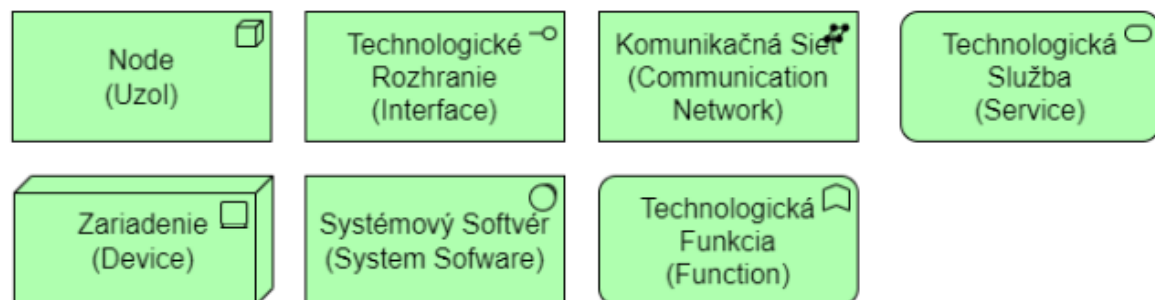 Node
(Uzol)
Technologické
Rozhranie
(Interface)
Komunikačná Sieť
(Communication
Network)
Technologická
Služba
(Service)
Zariadenie
(Device)
Systémový Softvér
(System Sofware)
Technologická
Funkcia
(Function)